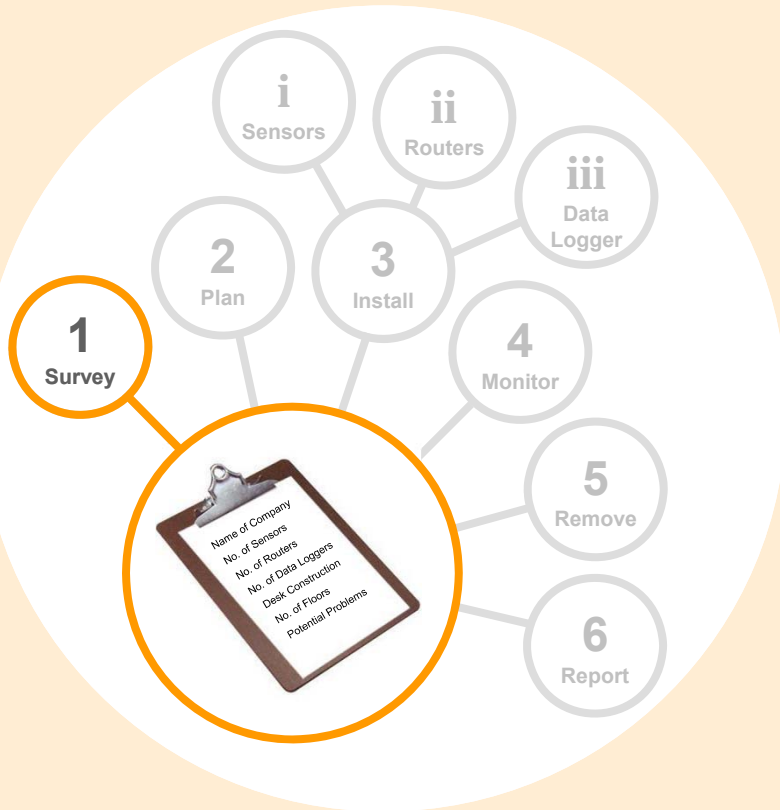 i
Sensors
ii
Routers
iii
Data
Logger
2
Plan
3
Install
1
Survey
4
Monitor
5
Remove
6
Report
Name of Company
No. of Sensors
No. of Routers
No. of Data Loggers
Desk Construction
No. of Floors
Potential Problems